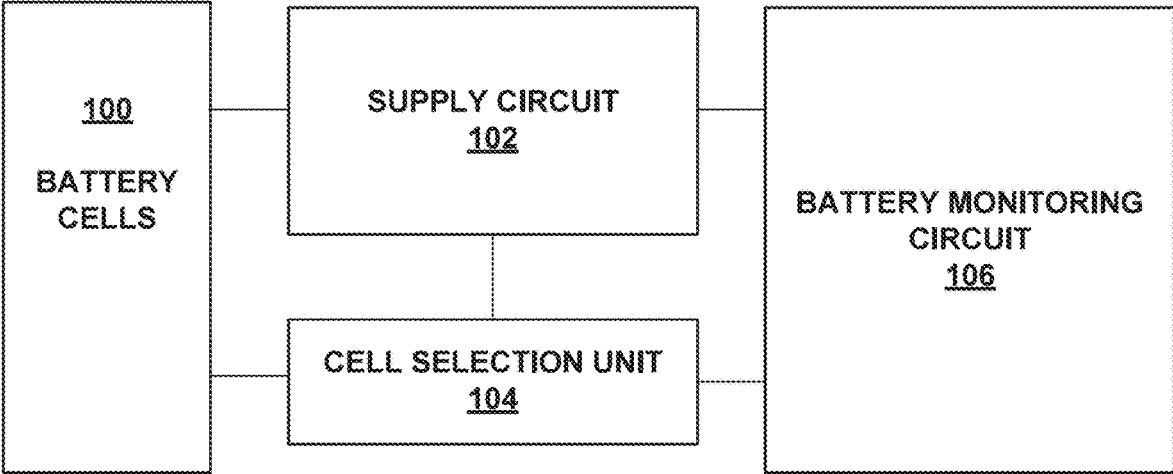 100
BATTERY
CELLS
SUPPLY CIRCUIT
102
CELL SELECTION UNIT
104
BATTERY MONITORING
CIRCUIT
106